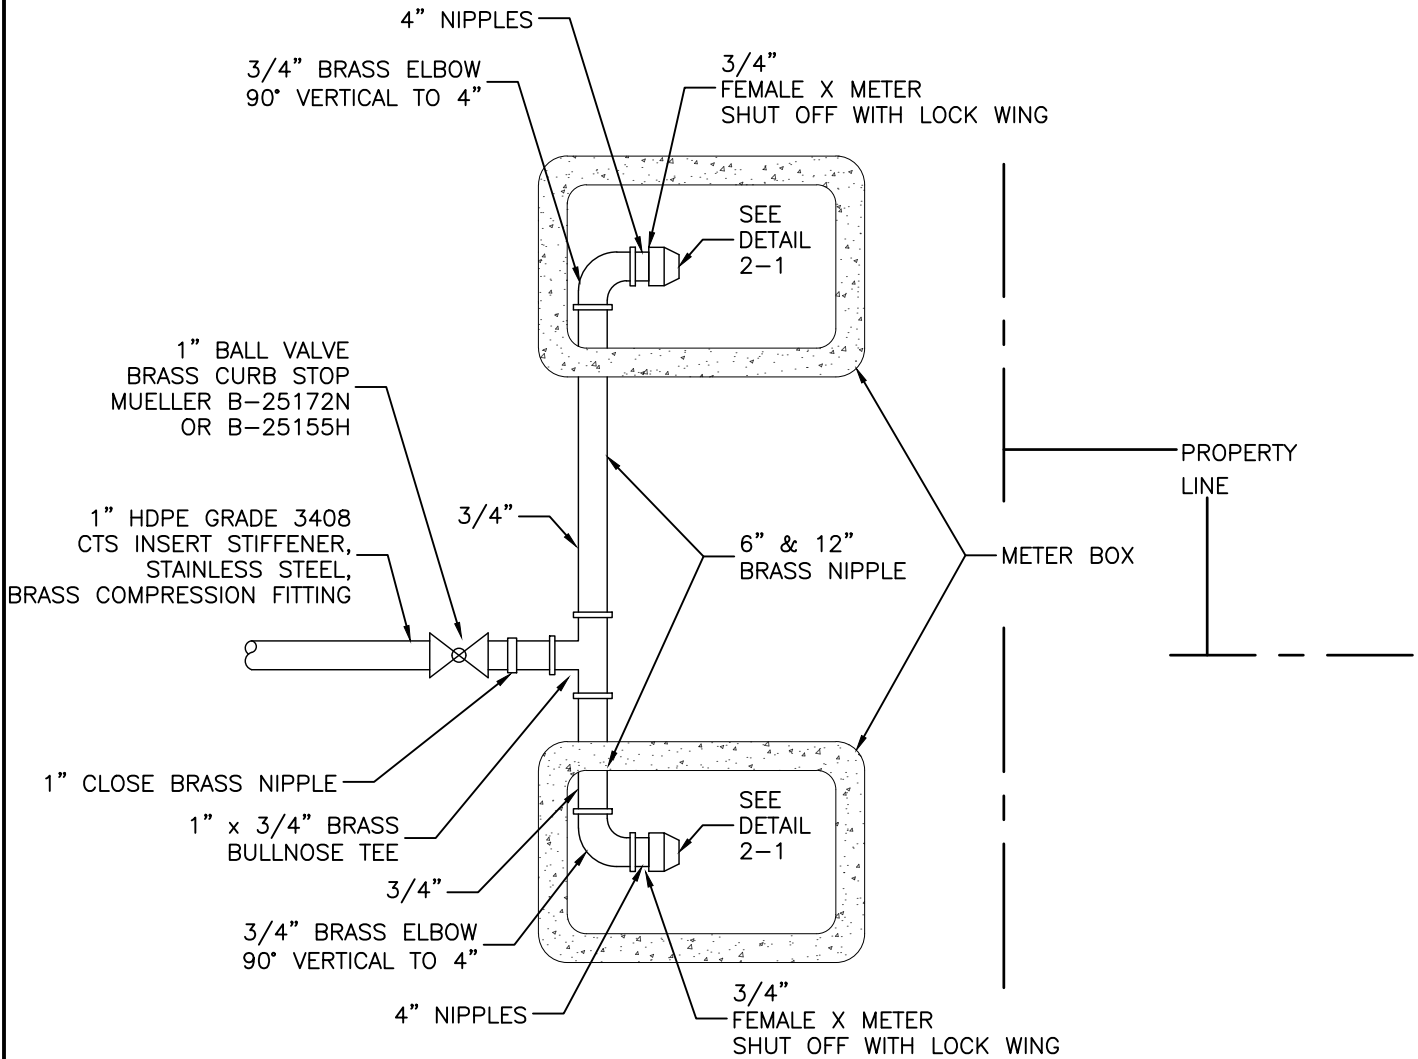 4” NIPPLES
3/4” BRASS ELBOW
90° VERTICAL TO 4”
3/4”
FEMALE X METER
SHUT OFF WITH LOCK WING
SEE
DETAIL
2-1
1” BALL VALVE
BRASS CURB STOP
MUELLER B-25172N
OR B-25155H
PROPERTY
LINE
1” HDPE GRADE 3408
CTS INSERT STIFFENER,
STAINLESS STEEL,
BRASS COMPRESSION FITTING
3/4”
6” & 12”
BRASS NIPPLE
METER BOX
1” CLOSE BRASS NIPPLE
1” x 3/4” BRASS
BULLNOSE TEE
SEE
DETAIL
2-1
3/4”
3/4” BRASS ELBOW
90° VERTICAL TO 4”
4” NIPPLES
3/4”
FEMALE X METER
SHUT OFF WITH LOCK WING